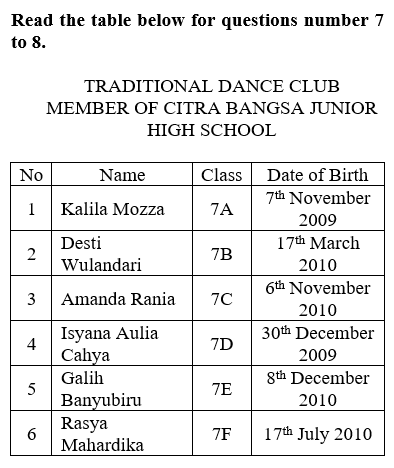 Read the table below for questions number 7
to 8.
TRADITIONAL DANCE CLUB
MEMBER OF CITRA BANGSA JUNIOR
HIGH SCHOOL
No Name Class Date of Birth
1 Kalila Mozza 7A 7th November
2009
2 Desti
Wulandari 7B 17th March
2010
3 Amanda Rania 7C 6th November
2010
4 Isyana Aulia
Cahya 7D 30th December
2009
5 Galih
Banyubiru 7E 8th December
2010
6 Rasya
Mahardika 7F 17th July 2010